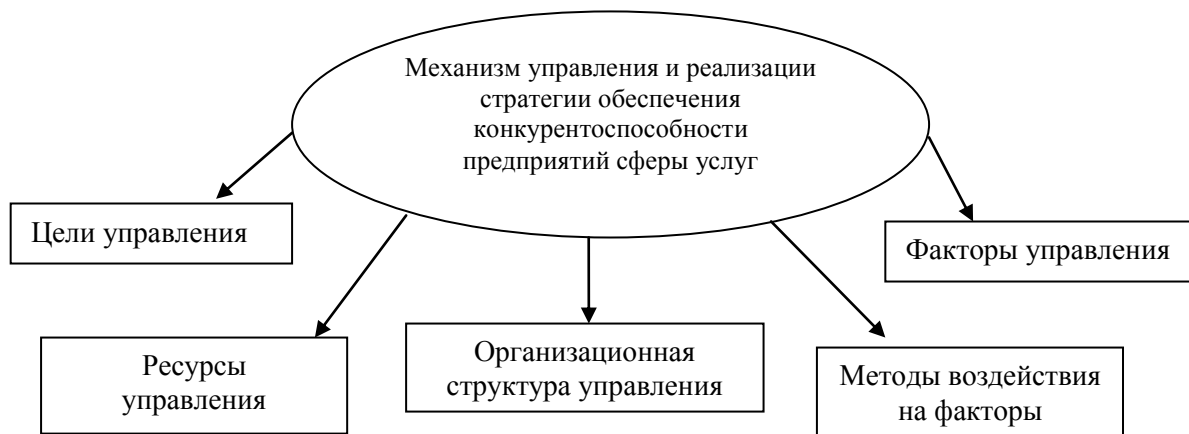 Механизм управления и реализации
стратегии обеспечения
конкурентоспособности
предприятий сферы услуг
Цели управления
Факторы управления
Ресурсы
управления
Организационная
структура управления
Методы воздействия
на факторы